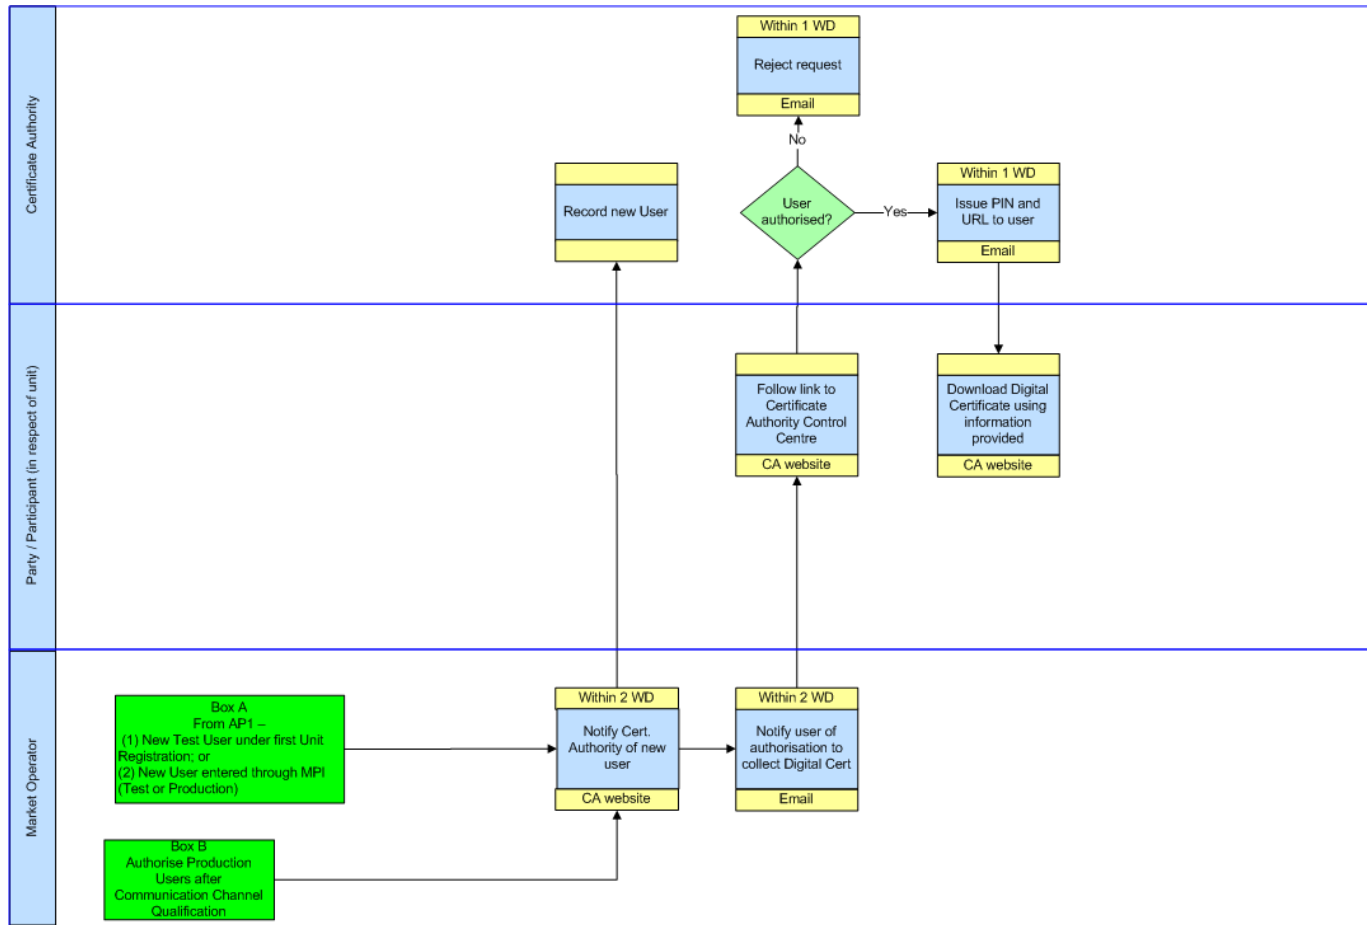 Certificate Authority
Within 1 WD
Reject request
Email
No
Record new User
User
authorised?
Yes
Within 1 WD
Issue PIN and
URL to user
Email
Party / Participant (in respect of unit)
Follow link to
Certificate
Authority Control
Centre
CA website
Download Digital
Certificate using
information
provided
CA website
Market Operator
Box A
From AP1 –
(1) New Test User under first Unit
Registration; or
(2) New User entered through MPI
(Test or Production)
Within 2 WD
Notify Cert.
Authority of new
user
CA website
Within 2 WD
Notify user of
authorisation to
collect Digital Cert
Email
Box B
Authorise Production
Users after
Communication Channel
Qualification